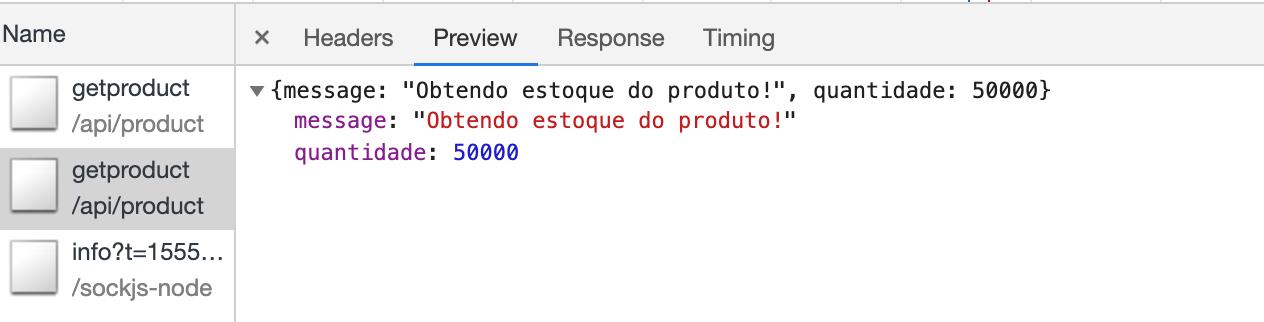 Name
× Headers Preview Response Timing
getproduct
/api/product
getproduct
/api/product
info?t=1555…
/sockjs-node
▼{message: "Obtendo estoque do produto!", quantidade: 50000}
message: "Obtendo estoque do produto!"
quantidade: 50000